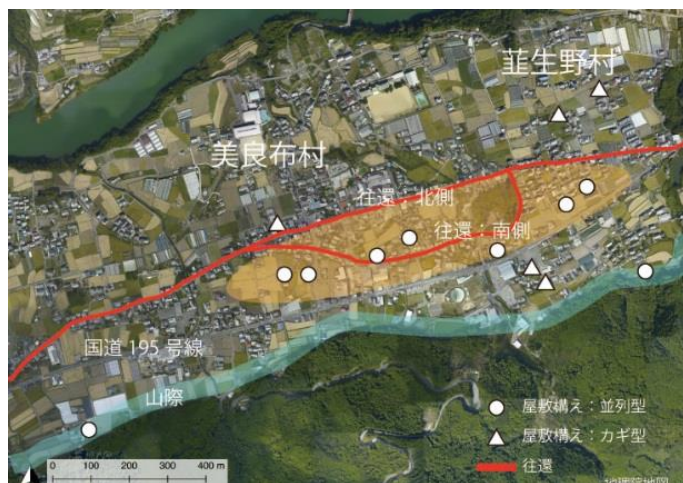 韮生野村
美良布村
往還：北側
往還：南側
国道 195 号線
山際
屋敷構え：並列型
屋敷構え：カギ型
往還
0 100 200 300 400 m
地理院地図